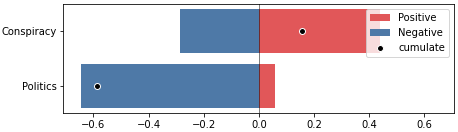 Conspiracy
Politics
Positive
Negative
cumulate
−0.6 −0.4 −0.2 0.0 0.2 0.4 0.6